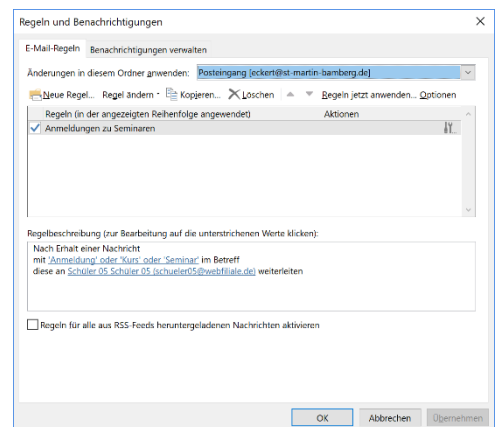 Regeln und Benachrichtigungen
E-Mail-Regeln Benachrichtigungen verwalten
Änderungen in diesem Ordner anwenden: Posteingang [eckert@st-martin-bamberg.de]
Neue Regel... Regel ändern Kopieren... Löschen Regeln jetzt anwenden... Optionen
Regeln (in der angezeigten Reihenfolge angewendet) Aktionen
Anmeldungen zu Seminaren
Regelbeschreibung (zur Bearbeitung auf die unterstrichenen Werte klicken):
Nach Erhalt einer Nachricht
mit 'Anmeldung' oder 'Kurs' oder 'Seminar' im Betreff
diese an Schüler 05 Schüler 05 (schueler05@webfiliale.de) weiterleiten
Regeln für alle aus RSS-Feeds heruntergeladenen Nachrichten aktivieren
OK Abbrechen Übernehmen